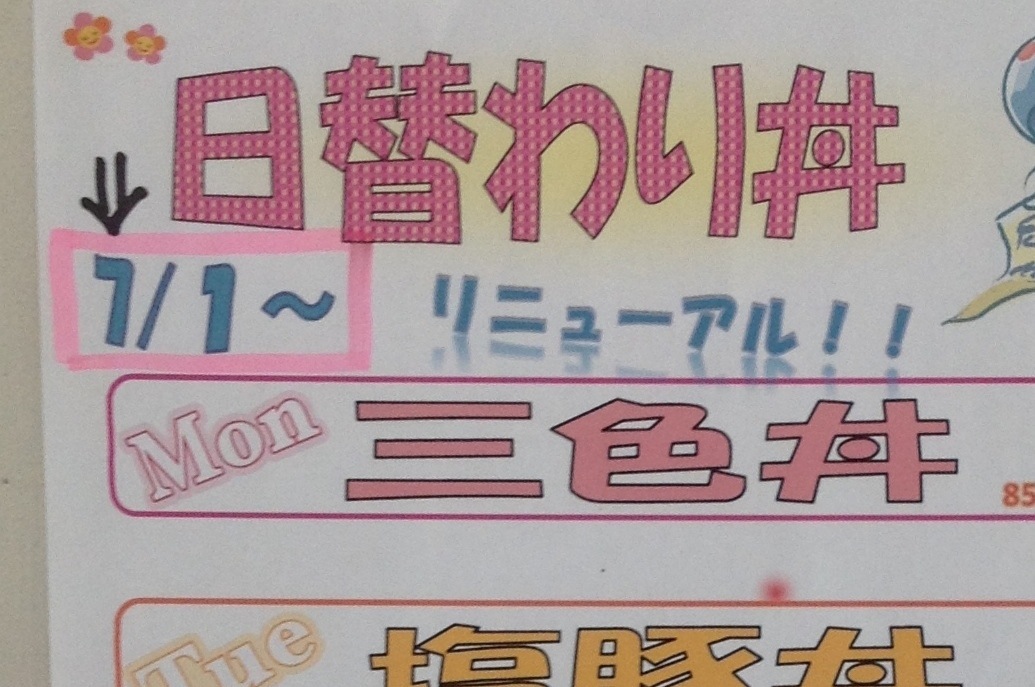 日替わり丼
7/1～ リニューアル！！
Mon 三色丼
85
Tue 塩豚丼